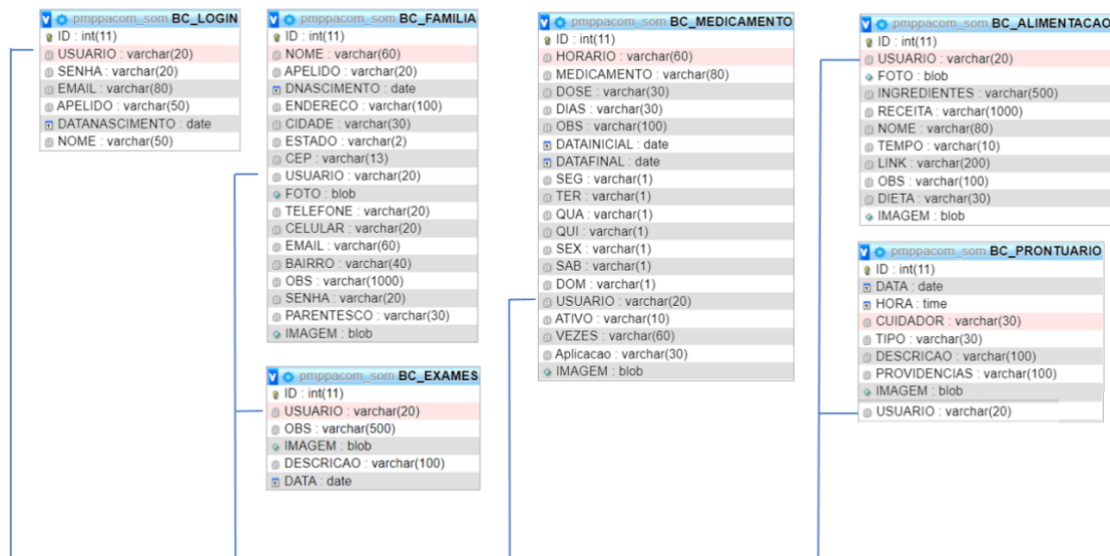 pmppacom_som BC_LOGIN
ID : int(11)
USUARIO : varchar(20)
SENHA : varchar(20)
EMAIL : varchar(80)
APELIDO : varchar(50)
DATANASCIMENTO : date
NOME : varchar(50)
pmppacom_som BC_FAMILIA
ID : int(11)
NOME : varchar(60)
APELIDO : varchar(20)
DNASCIMENTO : date
ENDERECO : varchar(100)
CIDADE : varchar(30)
ESTADO : varchar(2)
CEP : varchar(13)
USUARIO : varchar(20)
FOTO : blob
TELEFONE : varchar(20)
CELULAR : varchar(20)
EMAIL : varchar(60)
BAIRRO : varchar(40)
OBS : varchar(1000)
SENHA : varchar(20)
PARENTESCO : varchar(30)
IMAGEM : blob
pmppacom_som BC_EXAMES
ID : int(11)
USUARIO : varchar(20)
OBS : varchar(500)
IMAGEM : blob
DESCRICAO : varchar(100)
DATA : date
pmppacom_som BC_MEDICAMENTO
ID : int(11)
HORARIO : varchar(60)
MEDICAMENTO : varchar(80)
DOSE : varchar(30)
DIAS : varchar(30)
OBS : varchar(100)
DATAINICIAL : date
DATAFINAL : date
SEG : varchar(1)
TER : varchar(1)
QUA : varchar(1)
QUI : varchar(1)
SEX : varchar(1)
SAB : varchar(1)
DOM : varchar(1)
USUARIO : varchar(20)
ATIVO : varchar(10)
VEZES : varchar(60)
Aplicacao : varchar(30)
IMAGEM : blob
pmppacom_som BC_ALIMENTACAO
ID : int(11)
USUARIO : varchar(20)
FOTO : blob
INGREDIENTES : varchar(500)
RECEITA : varchar(1000)
NOME : varchar(80)
TEMPO : varchar(10)
LINK : varchar(200)
OBS : varchar(100)
DIETA : varchar(30)
IMAGEM : blob
pmppacom_som BC_PRONTUARIO
ID : int(11)
DATA : date
HORA : time
CUIDADOR : varchar(30)
TIPO : varchar(30)
DESCRICAO : varchar(100)
PROVIDENCIAS : varchar(100)
IMAGEM : blob
USUARIO : varchar(20)